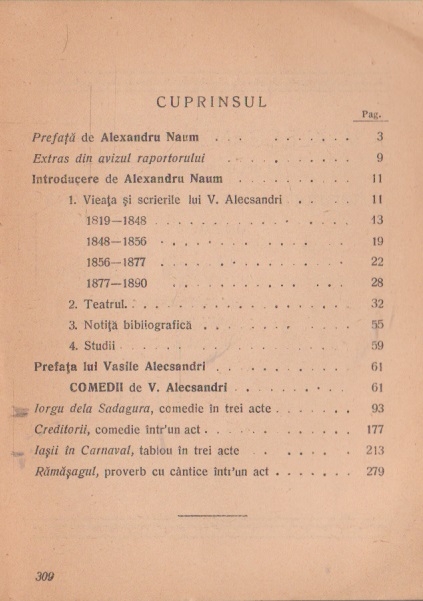 CUPRINSUL
Pag.
Prefață de Alexandru Naum . . . . . . . . . . 3
Extras din avizul raportorului . . . . . . . . 9
Introducere de Alexandru Naum . . . . . . . . 11
1. Vieața și scrierile lui V. Alecsandri . . . . . 11
1819—1848 . . . . . . . . . . . . . . 13
1848—1856 . . . . . . . . . . . . . 19
1856—1877 . . . . . . . . . . . . . 22
1877—1890 . . . . . . . . . . . . . 28
2. Teatrul. . . . . . . . . . . . . . . . 32
3. Notiță bibliografică . . . . . . . . . . . 55
4. Studii . . . . . . . . . . . . . . . . 59
Prefața lui Vasile Alecsandri . . . . . . . . . 61
COMEDII de V. Alecsandri . . . . . . . . 61
Iorgu dela Sadagura, comedie în trei acte . . . . . 93
Creditorii, comedie într'un act . . . . . . . . . 177
Iașii în Carnaval, tablou în trei acte . . . . . . 213
Rămășagul, proverb cu cântice într'un act . . . . . . 279
309